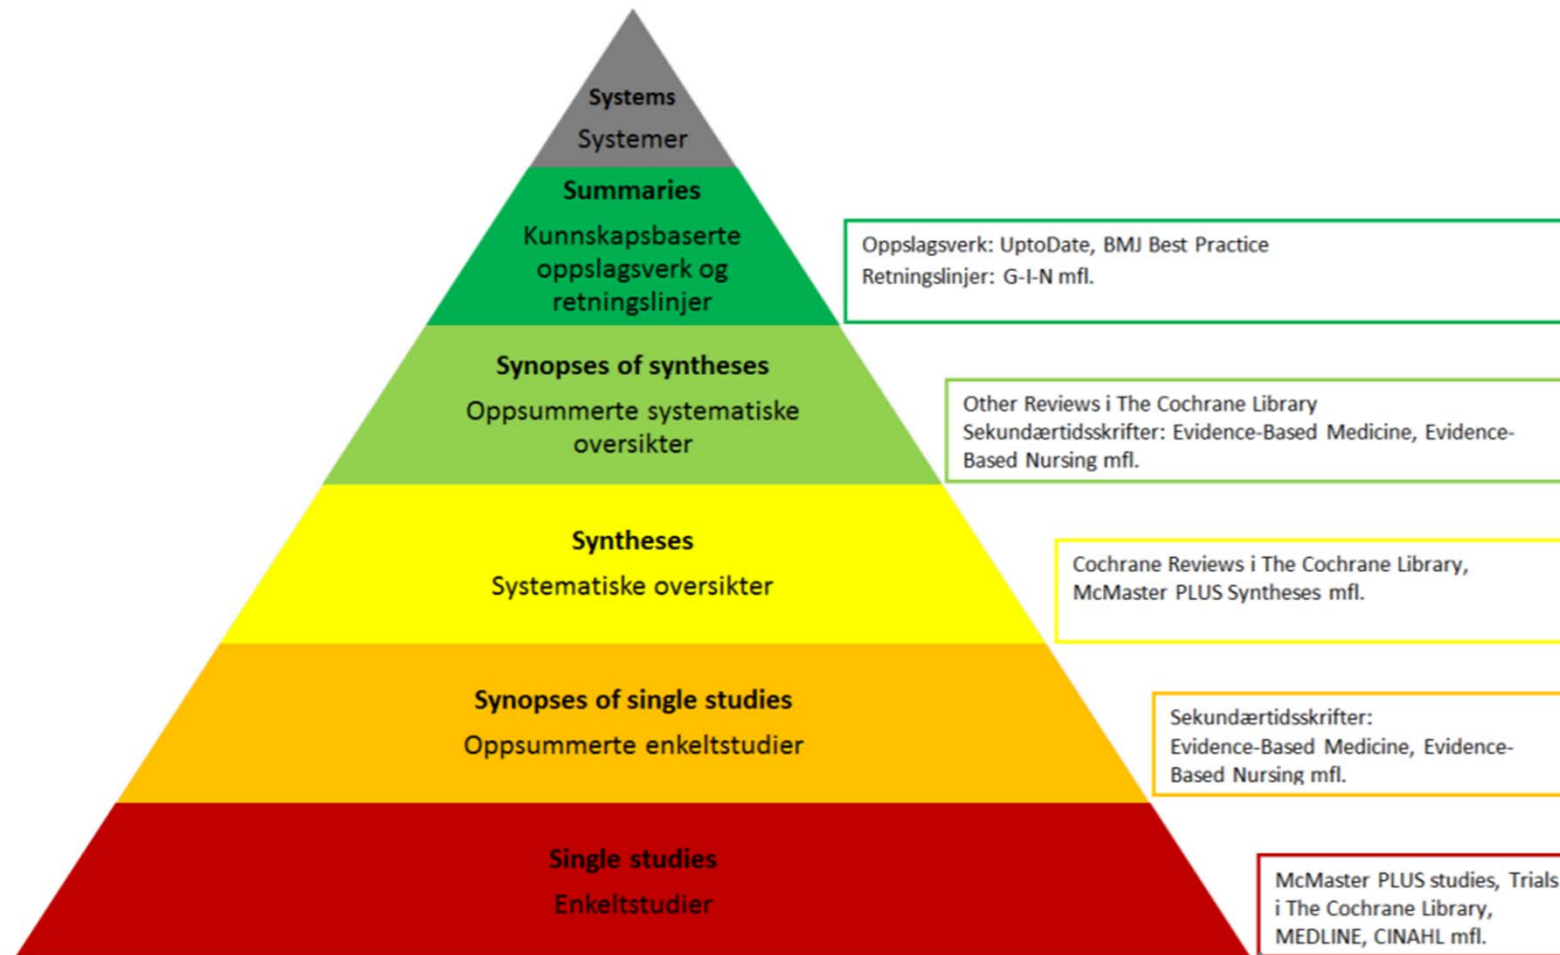 Systems
Systemer
Summaries
Kunnskapsbaserte
oppslagsverk og
retningslinjer
Oppslagsverk: UptoDate, BMJ Best Practice
Retningslinjer: G-I-N mfl.
Synopses of syntheses
Oppsummerte systematiske
oversikter
Other Reviews i The Cochrane Library
Sekundærtidsskrifter: Evidence-Based Medicine, Evidence-
Based Nursing mfl.
Syntheses
Systematiske oversikter
Cochrane Reviews i The Cochrane Library,
McMaster PLUS Syntheses mfl.
Synopses of single studies
Oppsummerte enkeltstudier
Sekundærtidsskrifter:
Evidence-Based Medicine, Evidence-
Based Nursing mfl.
Single studies
Enkeltstudier
McMaster PLUS studies, Trials
i The Cochrane Library,
MEDLINE, CINAHL mfl.